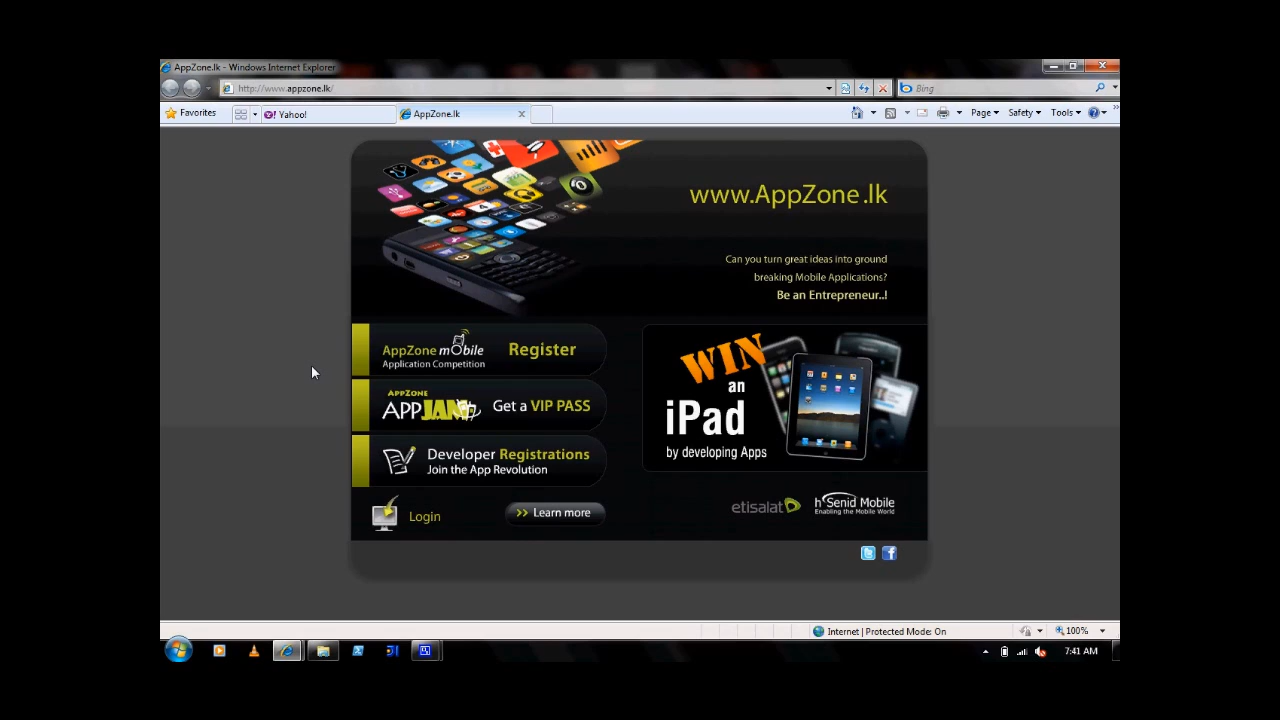 AppZone.lk - Windows Internet Explorer
http://www.appzone.lk/
Bing
Favorites
Yahoo!
AppZone.lk
Page
Safety
Tools
www.AppZone.lk
Can you turn great ideas into ground
breaking Mobile Applications?
Be an Entrepreneur..!
AppZone mobile
Application Competition
Register
APPZONE
APPJAM
Get a VIP PASS
Developer Registrations
Join the App Revolution
Login
>> Learn more
WIN
an
iPad
by developing Apps
etisalat
hSenid Mobile
Enabling the Mobile World
Internet | Protected Mode: On
100%
7:41 AM